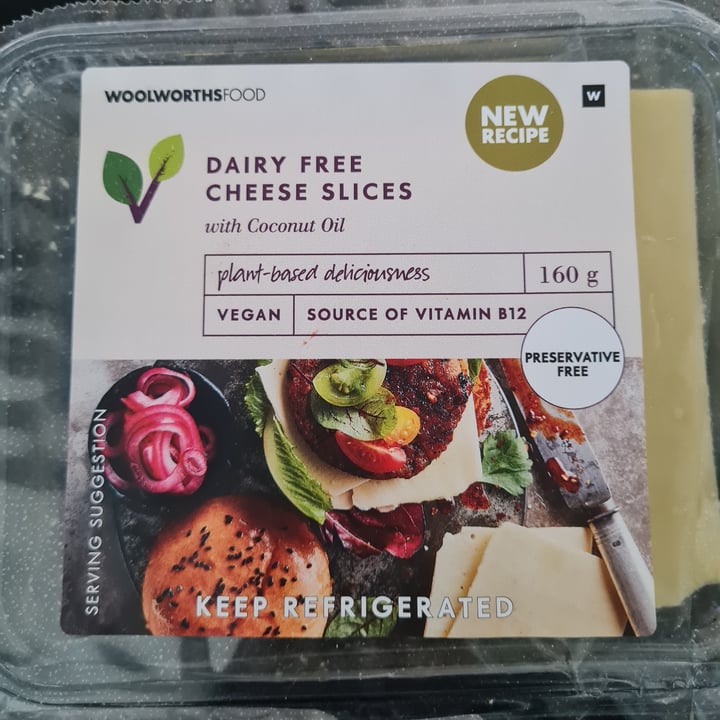 WOOLWORTHSFOOD
W
NEW
RECIPE
DAIRY FREE
CHEESE SLICES
with Coconut Oil
plant-based deliciousness
160 g
VEGAN
SOURCE OF VITAMIN B12
PRESERVATIVE
FREE
SERVING SUGGESTION
KEEP REFRIGERATED